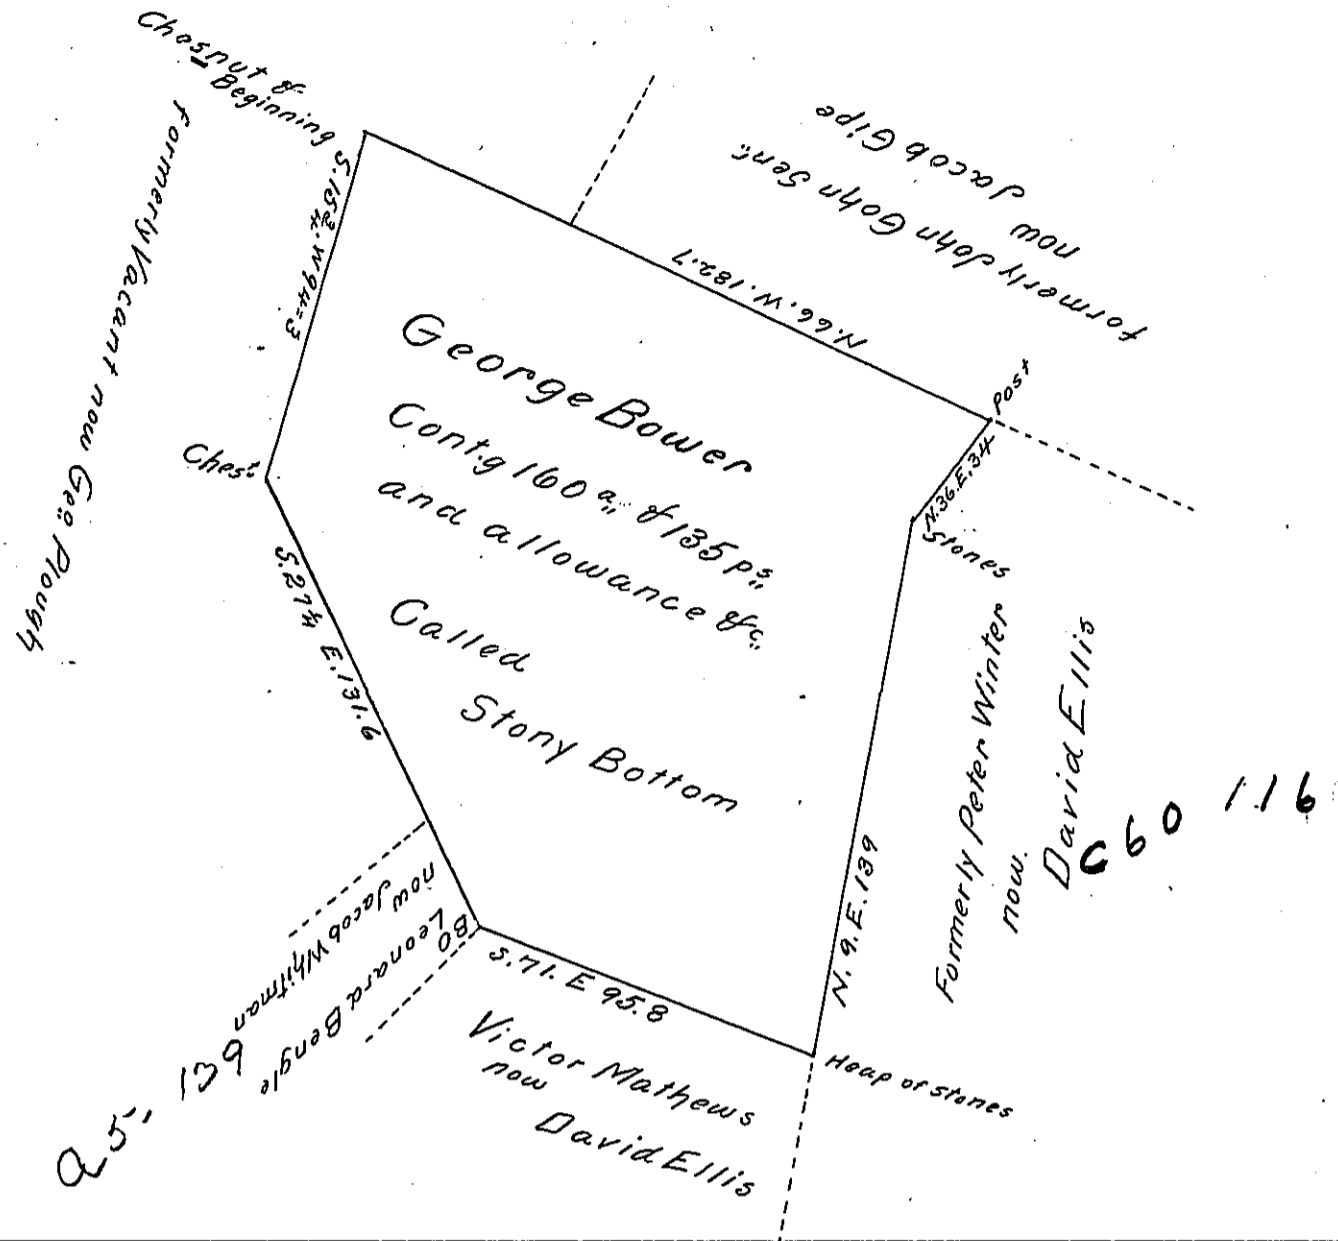 Chesnut &
Beginning
formerly Vacant now Geo. Plough
S.15¾.W 94=3
Jacob Gipe
now
formerly John Gohn Senr.
N.66.W.182.7
George Bower
Cont.g 160 a,, & 135 ps,,
and allowance &c,,
Called
Stony Bottom
Post
N.36.E.34
Stones
Chest.
S.27¼ E.131.6
Formerly Peter Winter
now.
David Ellis
C60 116
N.9.E.139
now Jacob Whitman
Leonard Bengle
BO
S.71.E 95.8
Victor Mathews
now
David Ellis
Heap of Stones
a 5, 139